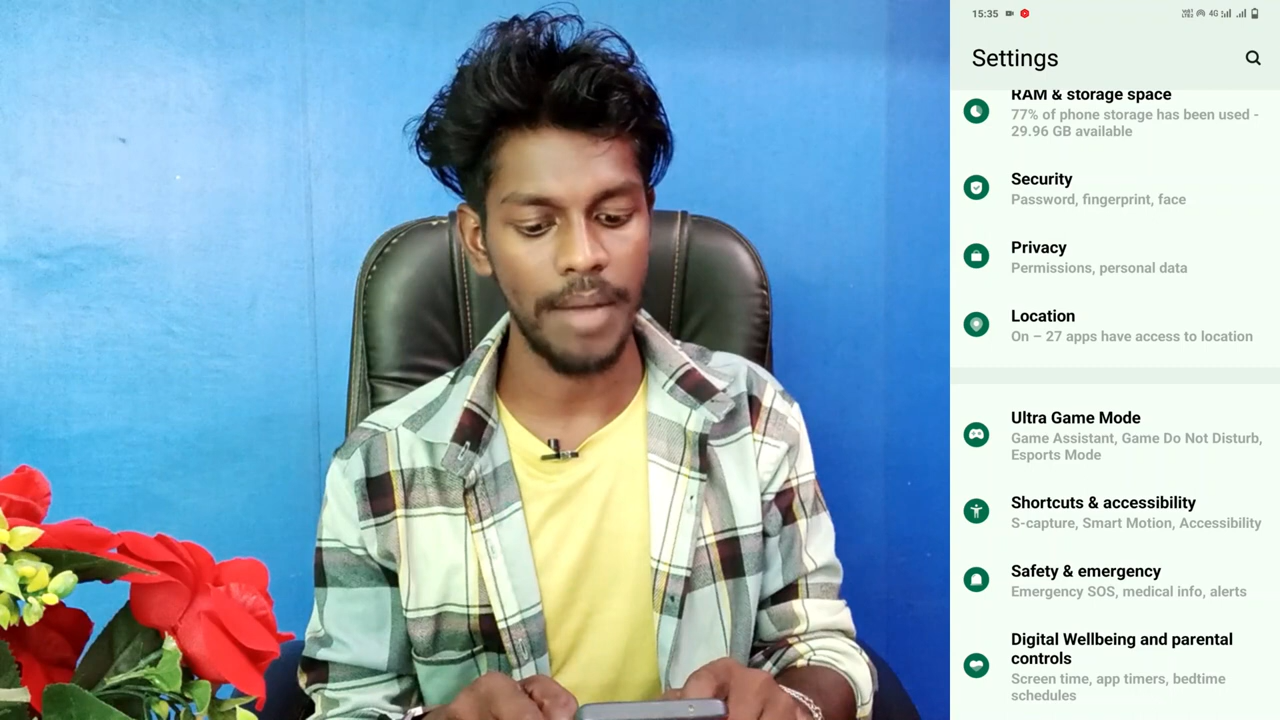 15:35
4G
Settings
RAM & storage space
77% of phone storage has been used -
29.96 GB available
Security
Password, fingerprint, face
Privacy
Permissions, personal data
Location
On – 27 apps have access to location
Ultra Game Mode
Game Assistant, Game Do Not Disturb,
Esports Mode
Shortcuts & accessibility
S-capture, Smart Motion, Accessibility
Safety & emergency
Emergency SOS, medical info, alerts
Digital Wellbeing and parental
controls
Screen time, app timers, bedtime
schedules